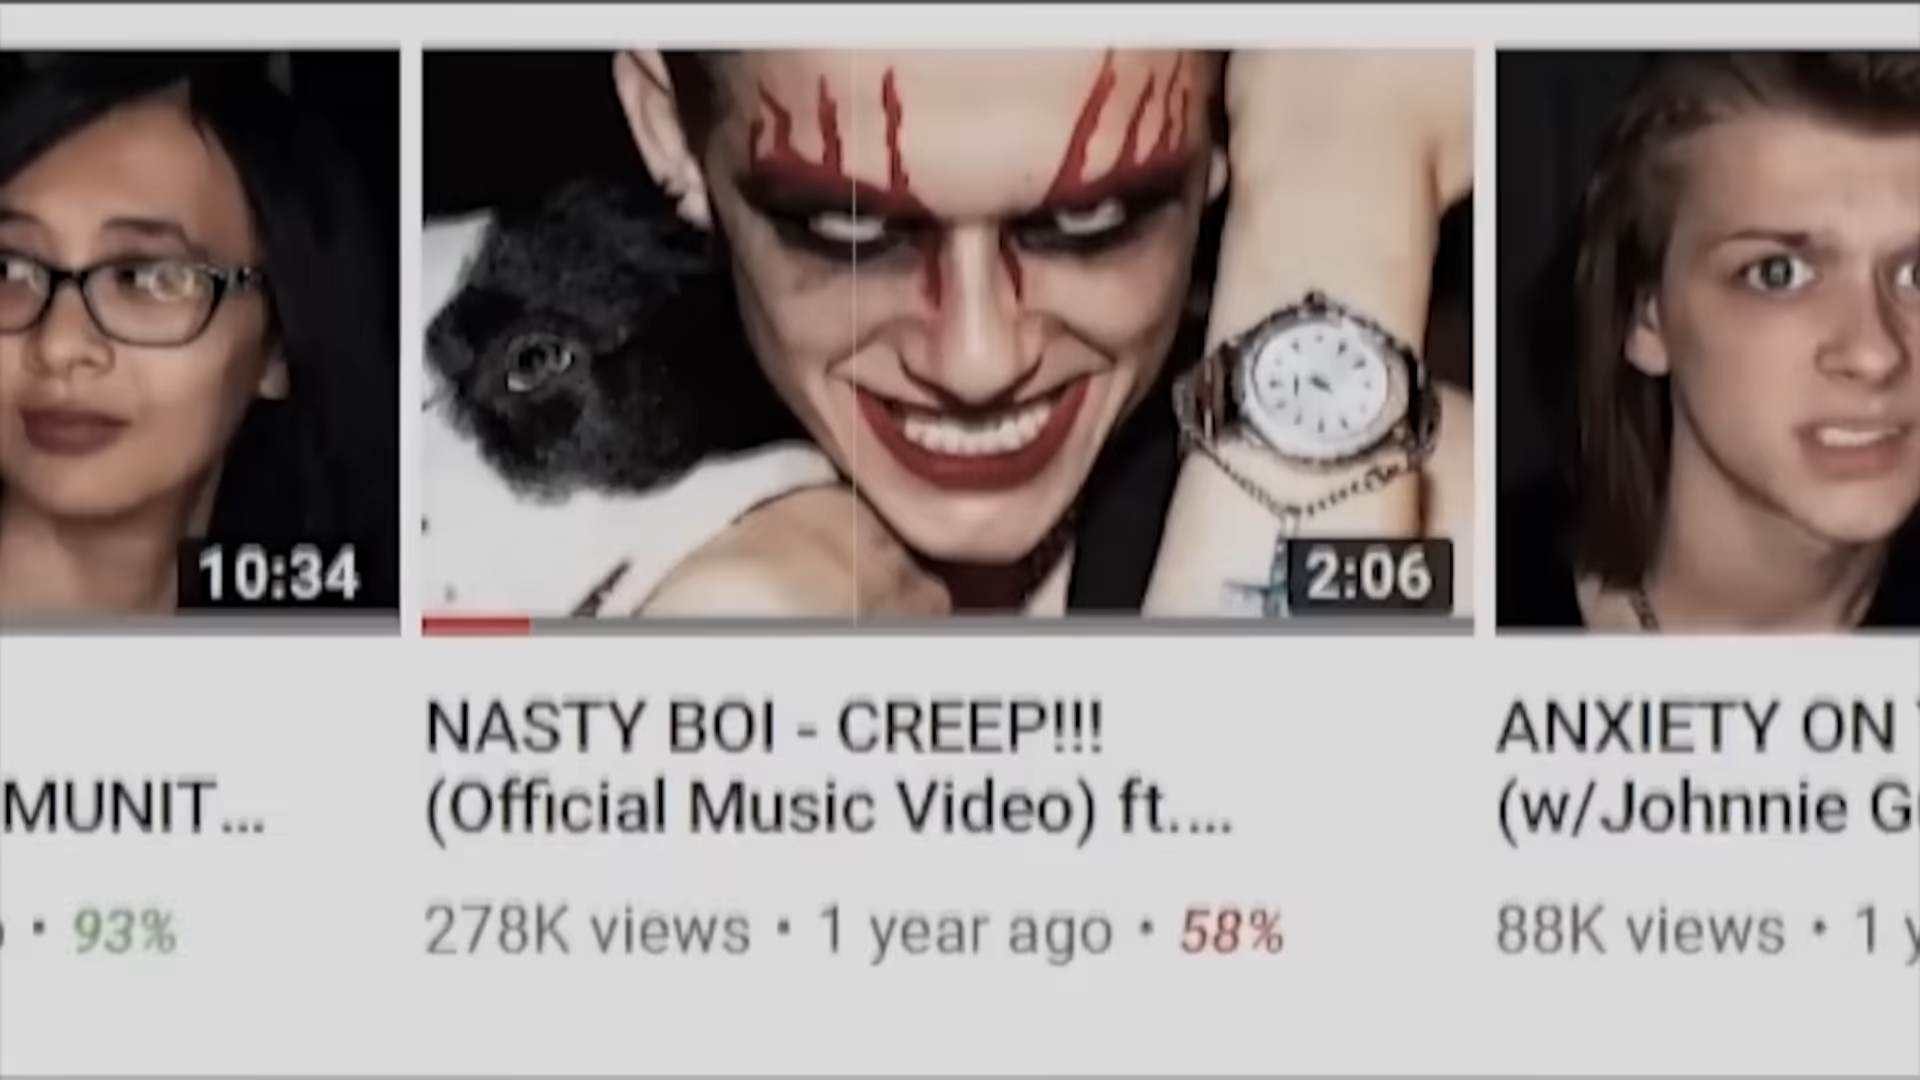 10:34
MUNIT...
• 93%
2:06
NASTY BOI - CREEP!!!
(Official Music Video) ft....
278K views • 1 year ago • 58%
ANXIETY ON
(w/Johnnie G
88K views • 1 y